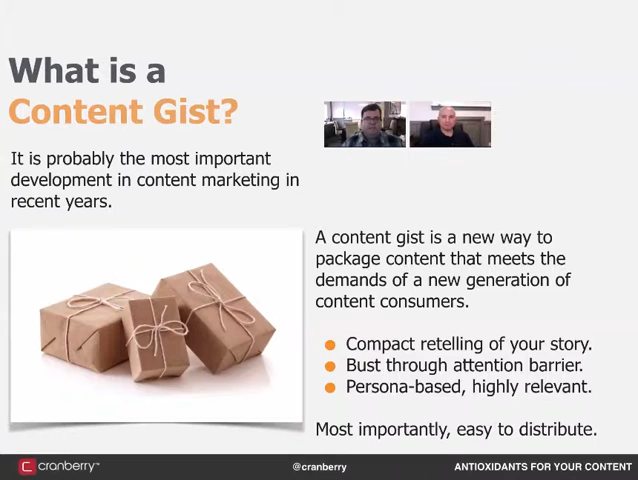 What is a
Content Gist?
It is probably the most important
development in content marketing in
recent years.
A content gist is a new way to
package content that meets the
demands of a new generation of
content consumers.
Compact retelling of your story.
Bust through attention barrier.
Persona-based, highly relevant.
Most importantly, easy to distribute.
cranberry™
@cranberry
ANTIOXIDANTS FOR YOUR CONTENT